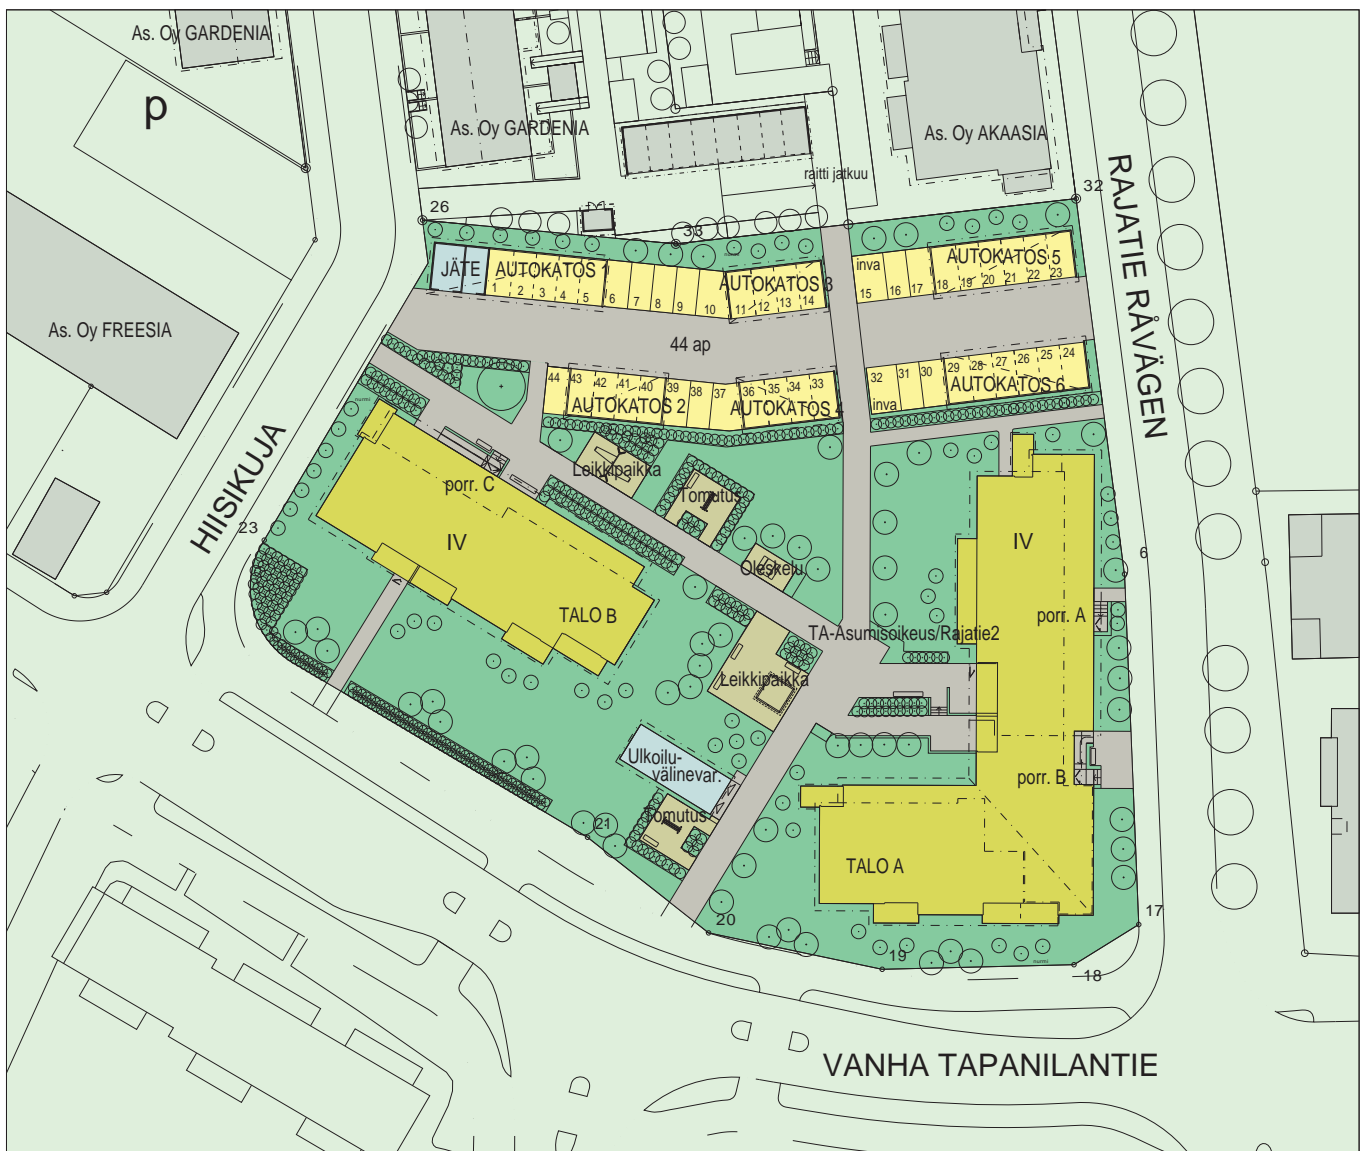 As. Oy GARDENIA
p
As. Oy GARDENIA
As. Oy AKAASIA
raitti jatkuu
RAJATIE RÅVÄGEN
32
26
33
nurmi
JÄTE
AUTOKATOS 1
1 2 3 4 5 6 7 8 9 10
AUTOKATOS 3
11 12 13 14
inva
15 16 17
AUTOKATOS 5
18 19 20 21 22 23
As. Oy FREESIA
44 ap
44 43 42 41 40 39 38 37
AUTOKATOS 2
36 35 34 33
AUTOKATOS 4
32 31 30
inva
29 28 27 26 25 24
AUTOKATOS 6
nurmi
HIISIKUJA
Leikkipaikka
porr. C
Tomutus
IV
IV
23
6
Oleskelu
TALO B
porr. A
TA-Asumisoikeus/Rajatie2
Leikkipaikka
Ulkoilu-
välinevar.
porr. B
Tomutus
21
TALO A
20
17
19
nurmi
18
VANHA TAPANILANTIE